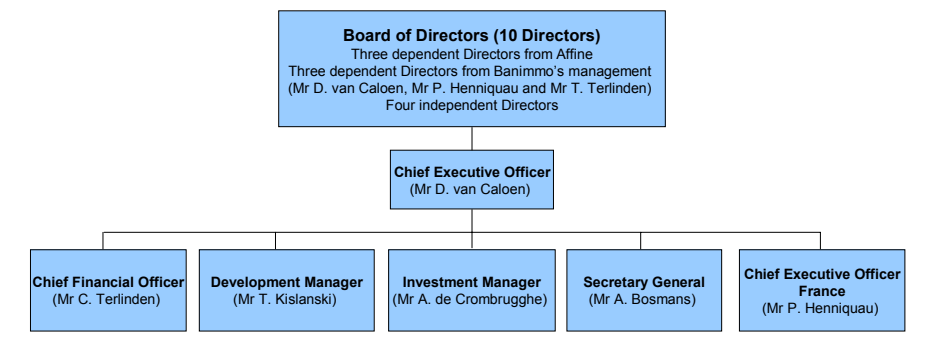 Board of Directors (10 Directors)
Three dependent Directors from Affine
Three dependent Directors from Banimmo's management
(Mr D. van Caloen, Mr P. Henniquau and Mr T. Terlinden)
Four independent Directors
Chief Executive Officer
(Mr D. van Caloen)
Chief Financial Officer
(Mr C. Terlinden)
Development Manager
(Mr T. Kislanski)
Investment Manager
(Mr A. de Crombrugghe)
Secretary General
(Mr A. Bosmans)
Chief Executive Officer
France
(Mr P. Henniquau)